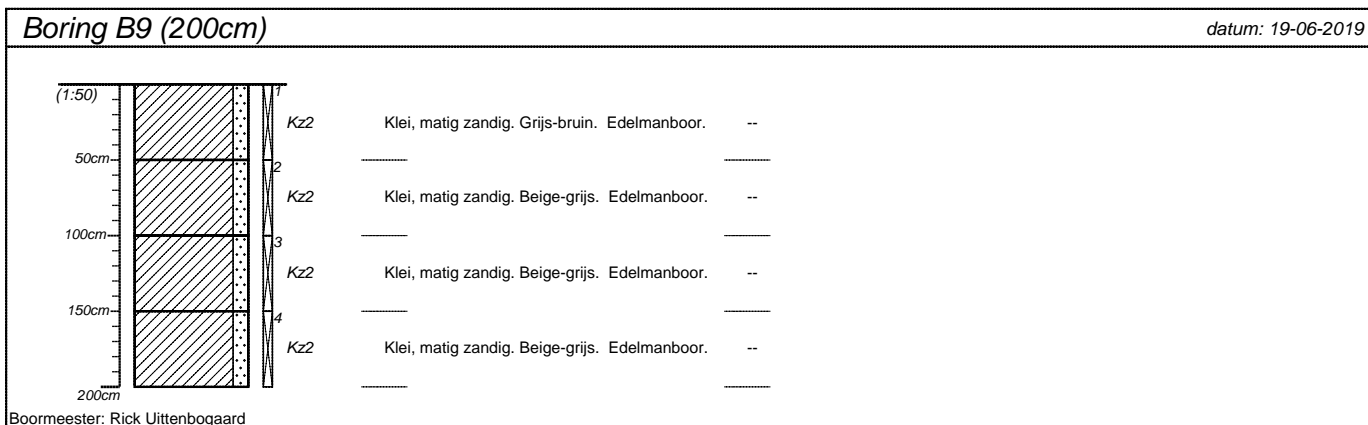 Boring B9 (200cm)
datum: 19-06-2019
(1:50)
1
Kz2 Klei, matig zandig. Grijs-bruin. Edelmanboor. --
50cm
2
Kz2 Klei, matig zandig. Beige-grijs. Edelmanboor. --
100cm
3
Kz2 Klei, matig zandig. Beige-grijs. Edelmanboor. --
150cm
4
Kz2 Klei, matig zandig. Beige-grijs. Edelmanboor. --
200cm
Boormeester: Rick Uittenbogaard